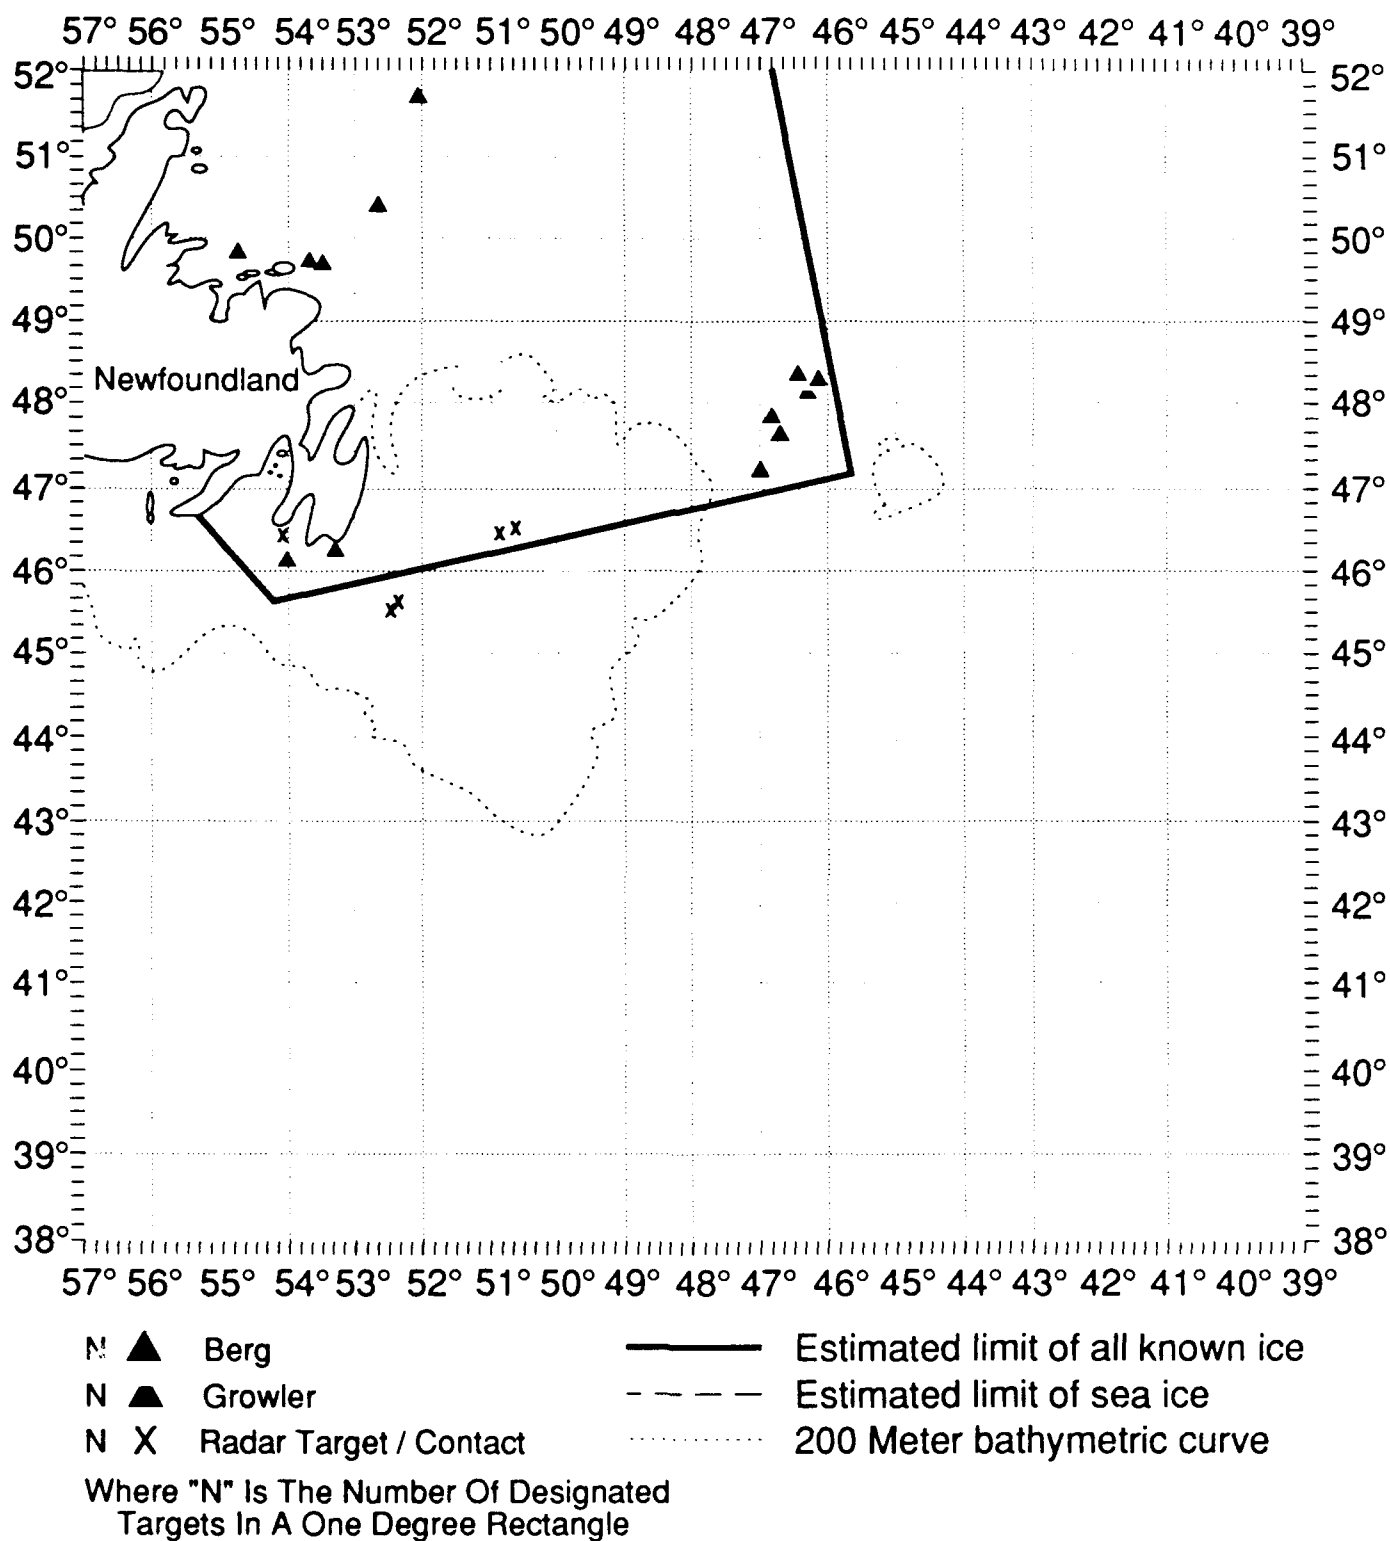 57° 56° 55° 54° 53° 52° 51° 50° 49° 48° 47° 46° 45° 44° 43° 42° 41° 40° 39°
52° 52°
51° 51°
50° 50°
49° 49°
Newfoundland
48° 48°
47° 47°
46° 46°
45° 45°
44° 44°
43° 43°
42° 42°
41° 41°
40° 40°
39° 39°
38° 38°
57° 56° 55° 54° 53° 52° 51° 50° 49° 48° 47° 46° 45° 44° 43° 42° 41° 40° 39°
N Berg
N Growler
N X Radar Target / Contact
Where "N" Is The Number Of Designated
Targets In A One Degree Rectangle
Estimated limit of all known ice
Estimated limit of sea ice
200 Meter bathymetric curve